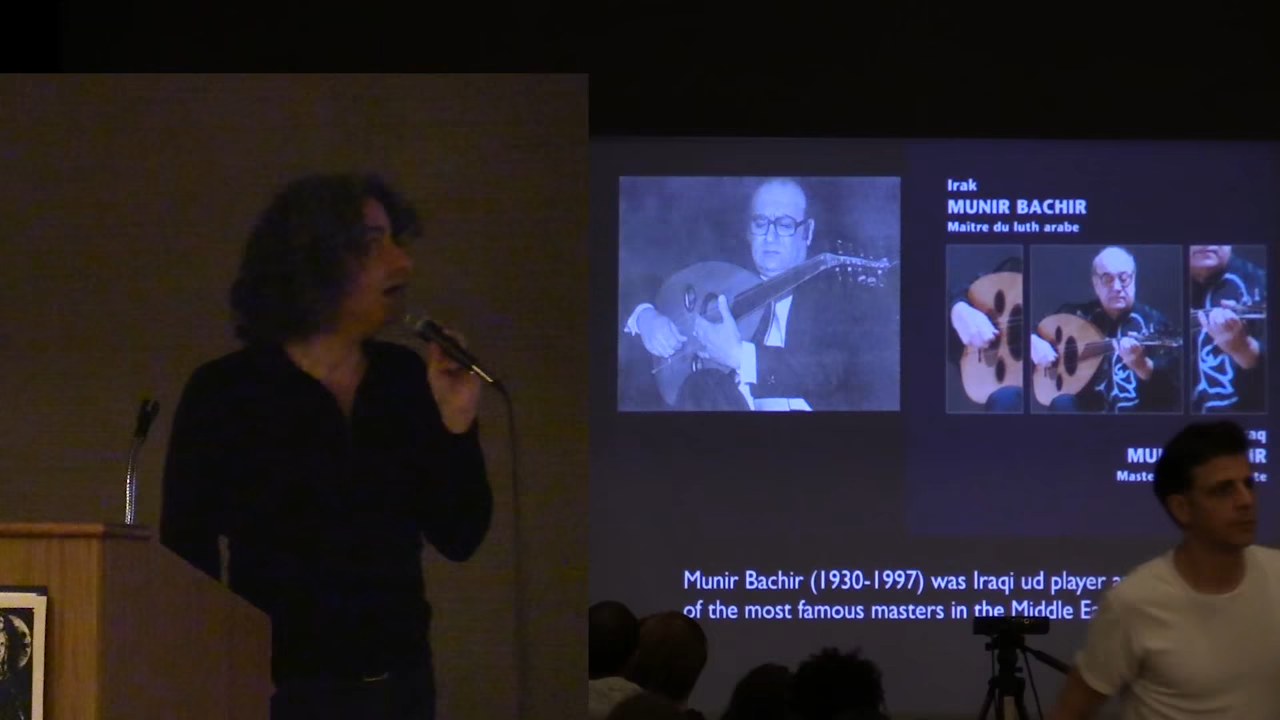 Irak
MUNIR BACHIR
Maître du luth arabe
Munir Bachir (1930-1997) was Iraqi ud player
of the most famous masters in the Middle